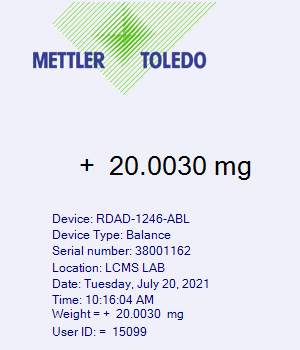 METTLER TOLEDO
+ 20.0030 mg
Device: RDAD-1246-ABL
Device Type: Balance
Serial number: 38001162
Location: LCMS LAB
Date: Tuesday, July 20, 2021
Time: 10:16:04 AM
Weight = + 20.0030 mg
User ID: = 15099